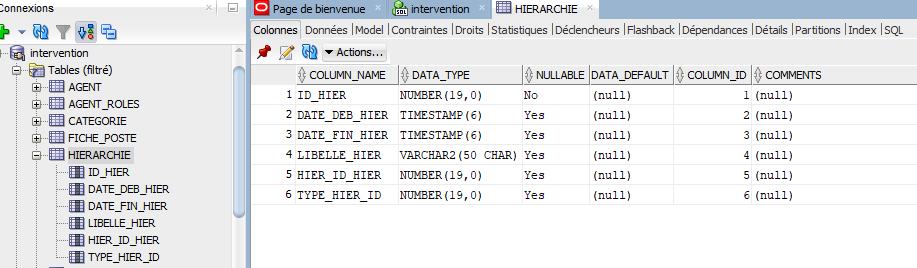 Connexions
intervention
Tables (filtré)
AGENT
AGENT_ROLES
CATEGORIE
FICHE_POSTE
HIERARCHIE
ID_HIER
DATE_DEB_HIER
DATE_FIN_HIER
LIBELLE_HIER
HIER_ID_HIER
TYPE_HIER_ID
Page de bienvenue intervention HIERARCHIE
Colonnes Données Model Contraintes Droits Statistiques Déclencheurs Flashback Dépendances Détails Partitions Index SQL
Actions...
COLUMN_NAME DATA_TYPE NULLABLE DATA_DEFAULT COLUMN_ID COMMENTS
1 ID_HIER NUMBER(19,0) No (null) 1 (null)
2 DATE_DEB_HIER TIMESTAMP(6) Yes (null) 2 (null)
3 DATE_FIN_HIER TIMESTAMP(6) Yes (null) 3 (null)
4 LIBELLE_HIER VARCHAR2(50 CHAR) Yes (null) 4 (null)
5 HIER_ID_HIER NUMBER(19,0) Yes (null) 5 (null)
6 TYPE_HIER_ID NUMBER(19,0) Yes (null) 6 (null)